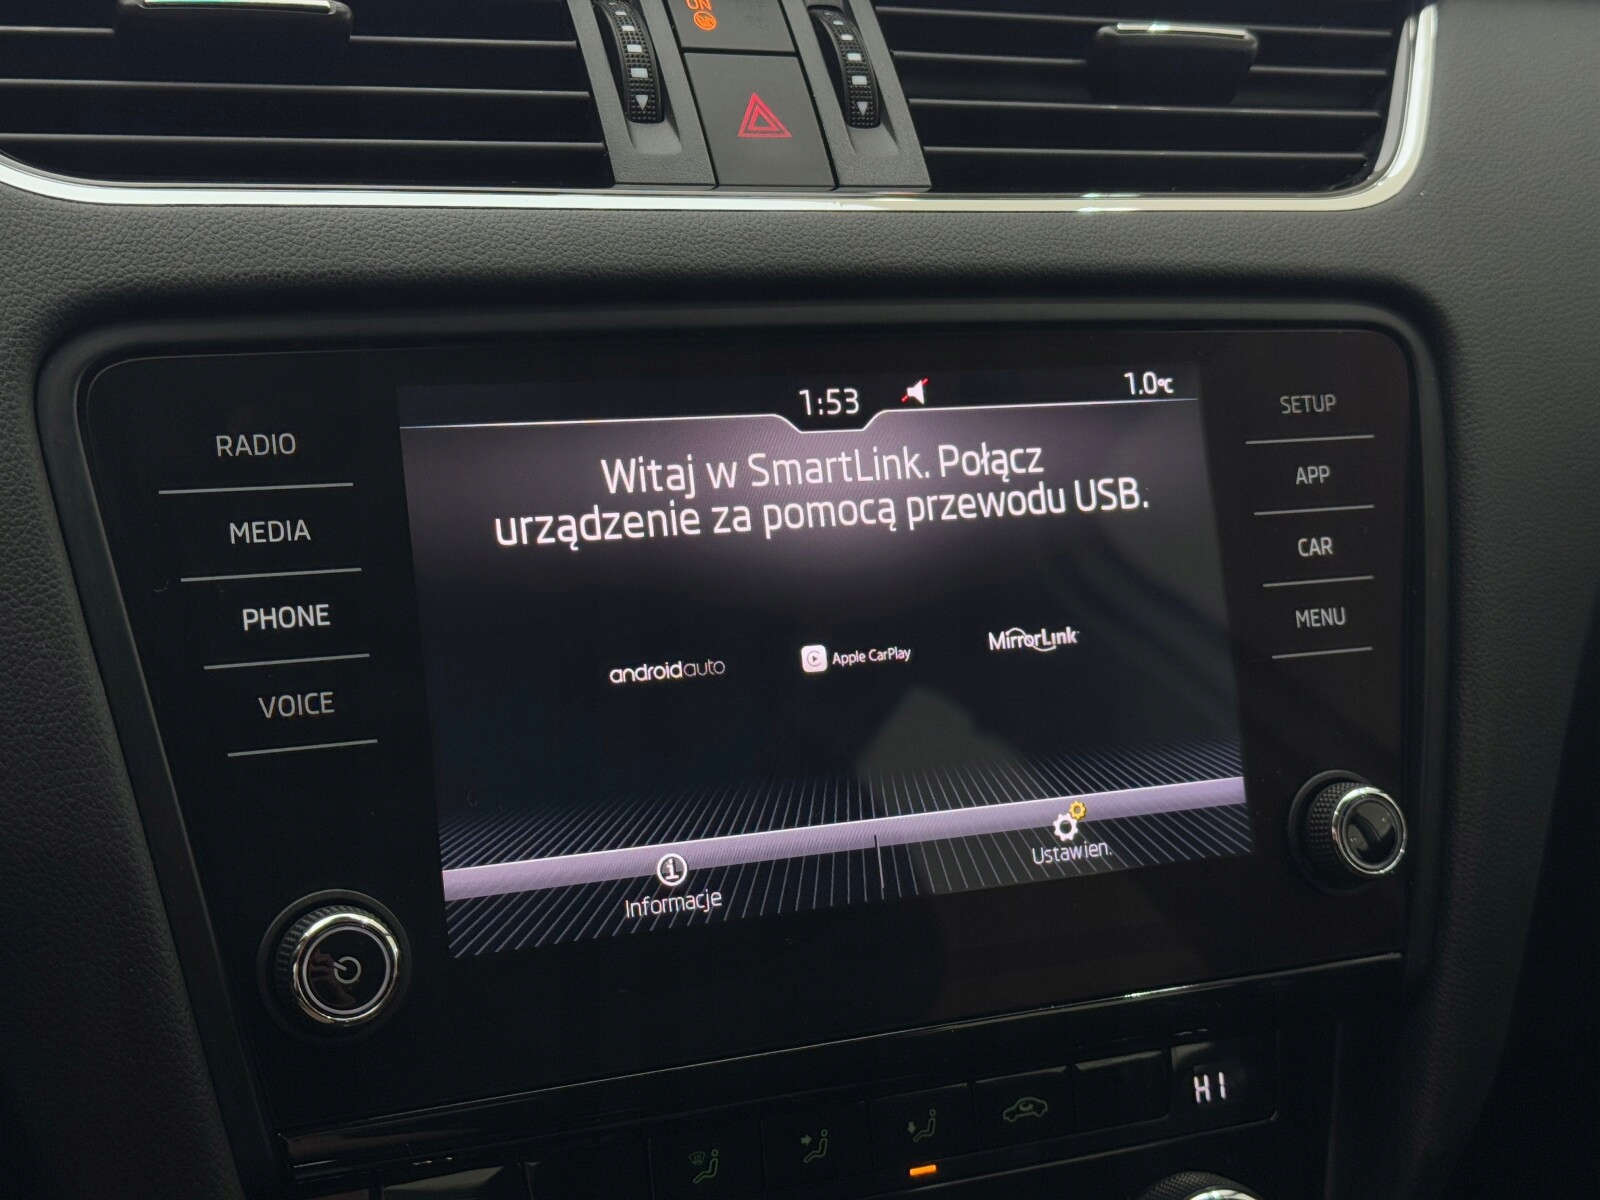 ON
1:53
1.0°C
RADIO
MEDIA
PHONE
VOICE
Witaj w SmartLink. Połącz
urządzenie za pomocą przewodu USB.
androidauto
Apple CarPlay
MirrorLink
Informacje
Ustawien.
SETUP
APP
CAR
MENU
HI